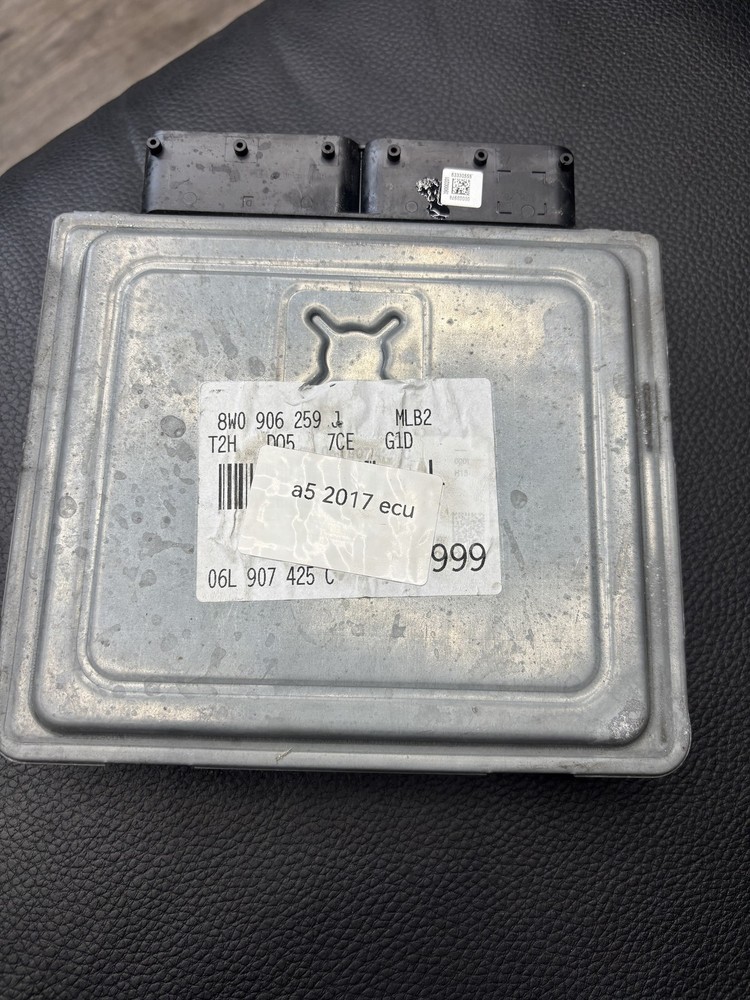 8W0 906 259 J MLB2
T2H D05 7CE G1D
a5 2017 ecu
999
06L 907 425 C